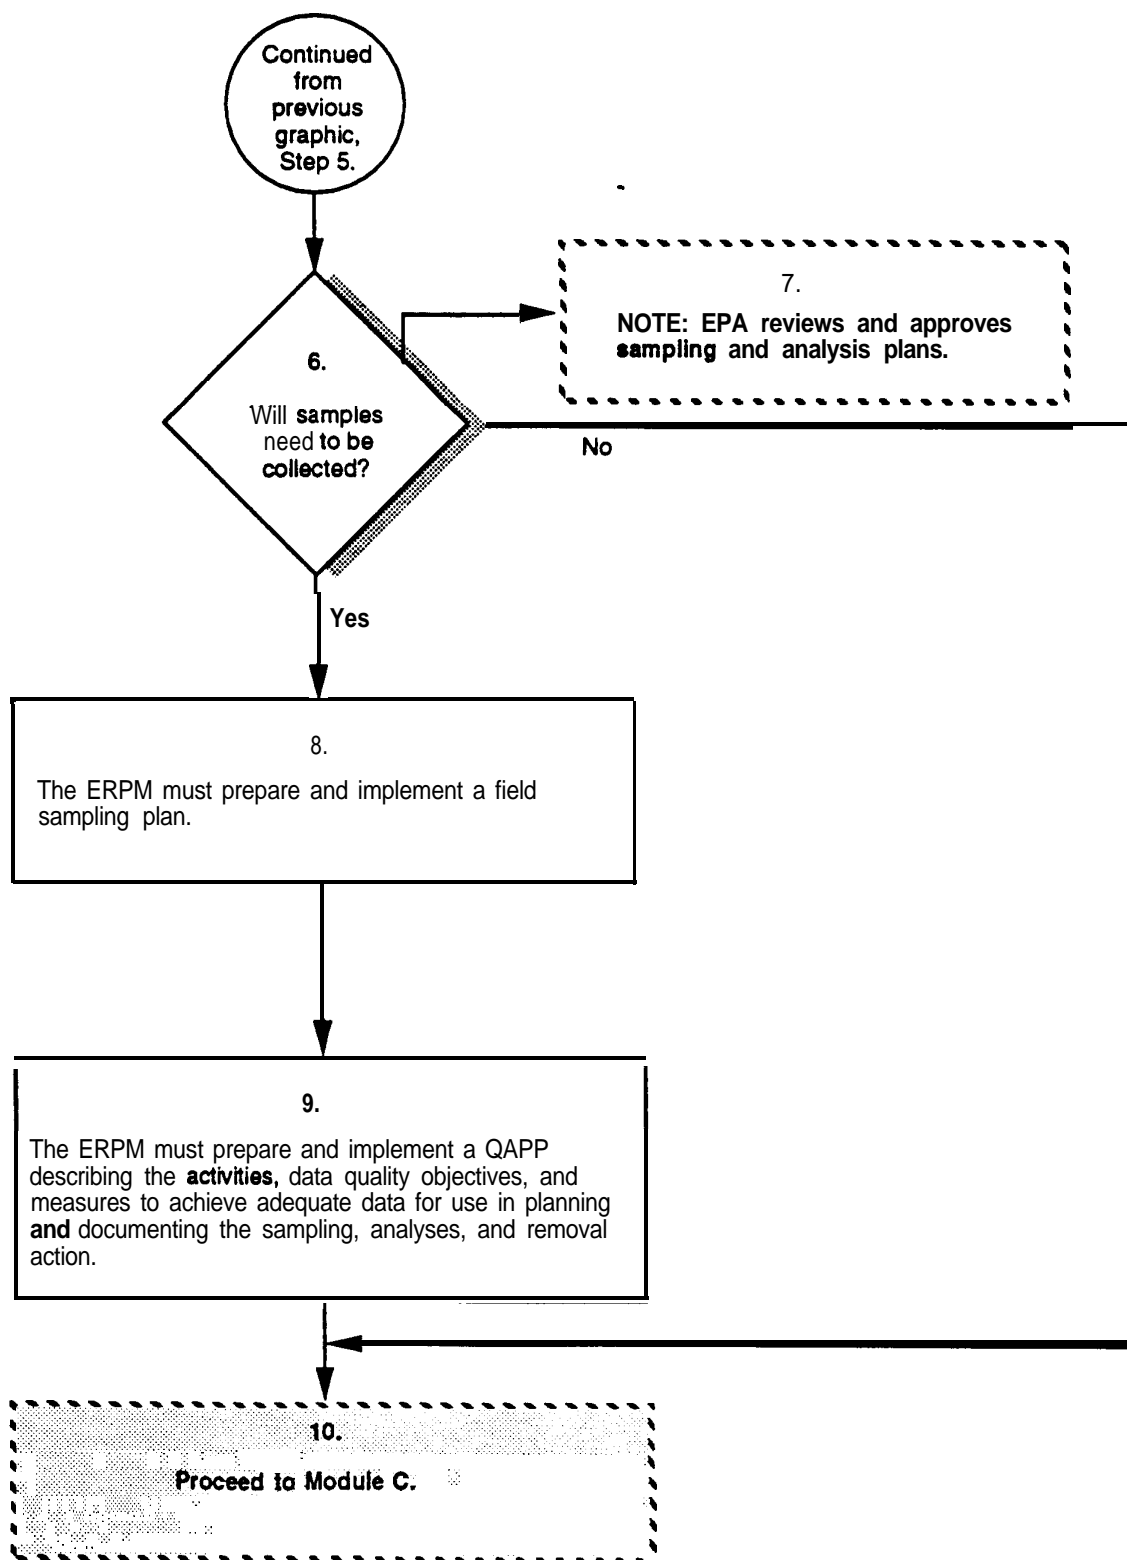 Continued
from
previous
graphic,
Step 5.
7.
NOTE: EPA reviews and approves
sampling and analysis plans.
6.
Will samples
need to be
collected?
No
Yes
8.
The ERPM must prepare and implement a field
sampling plan.
9.
The ERPM must prepare and implement a QAPP
describing the activities, data quality objectives, and
measures to achieve adequate data for use in planning
and documenting the sampling, analyses, and removal
action.
10.
Proceed to Module C.